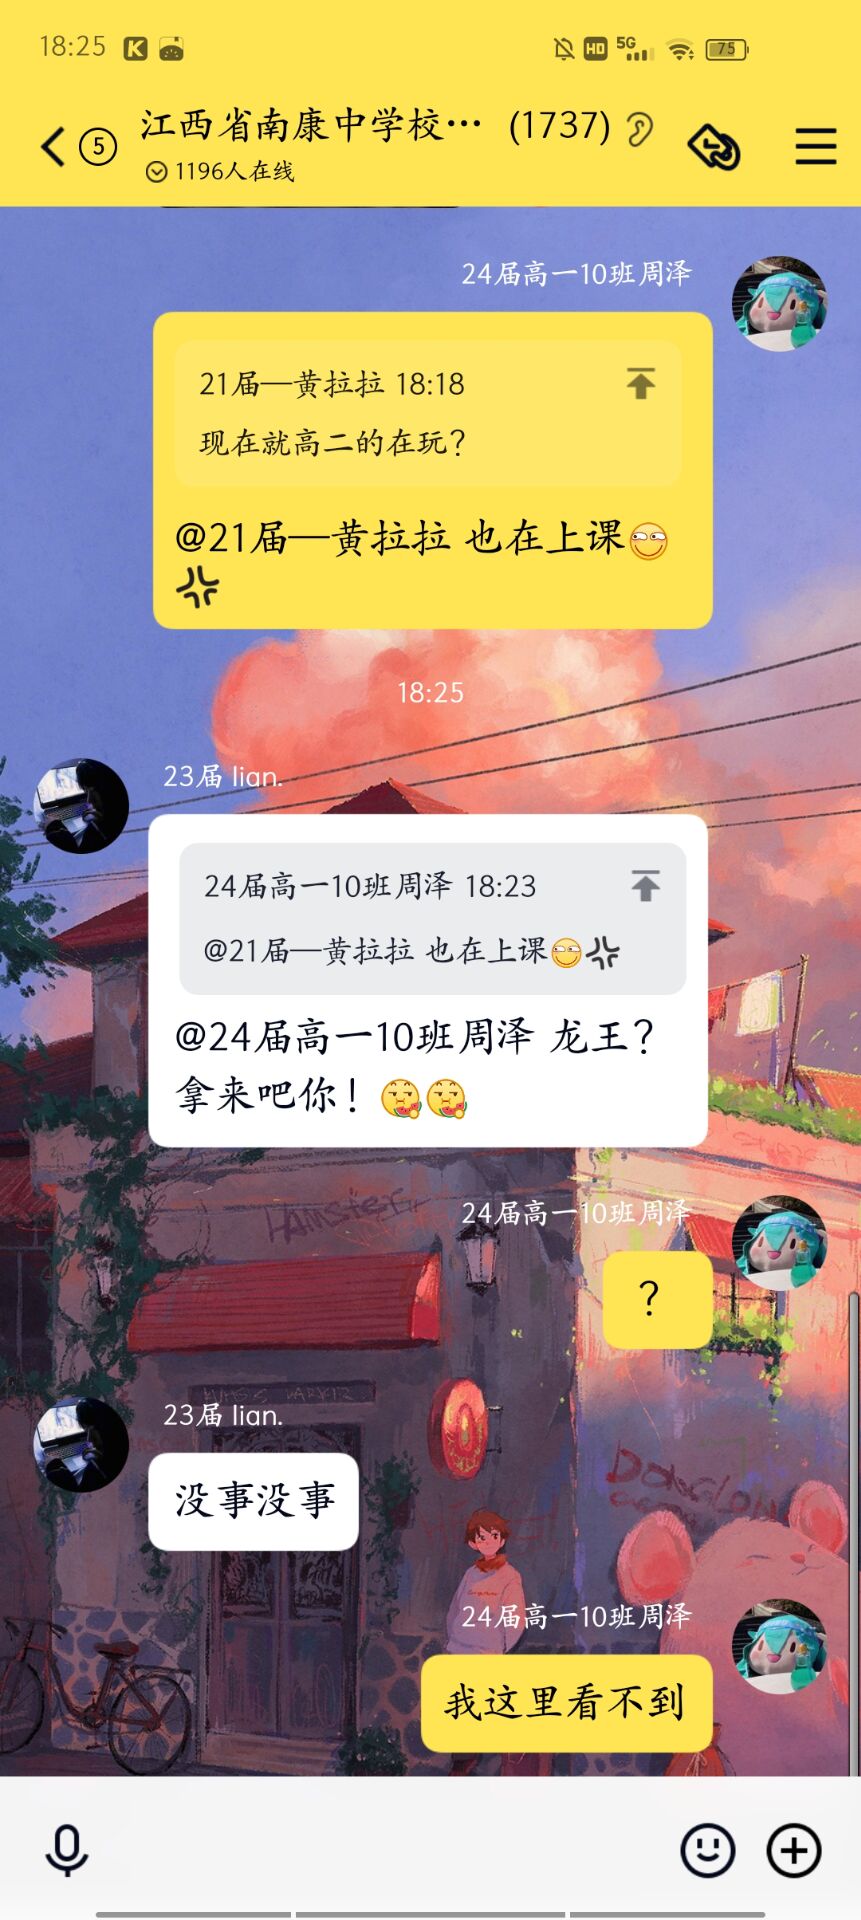 18:25
K
HD
5G
75
5
江西省南康中学校… (1737)
1196人在线
24届高一10班周泽
21届—黄拉拉 18:18
现在就高二的在玩？
@21届—黄拉拉 也在上课
18:25
23届 lian.
24届高一10班周泽 18:23
@21届—黄拉拉 也在上课
@24届高一10班周泽 龙王？
拿来吧你！
HAMSTER
24届高一10班周泽
？
23届 lian.
没事没事
24届高一10班周泽
我这里看不到